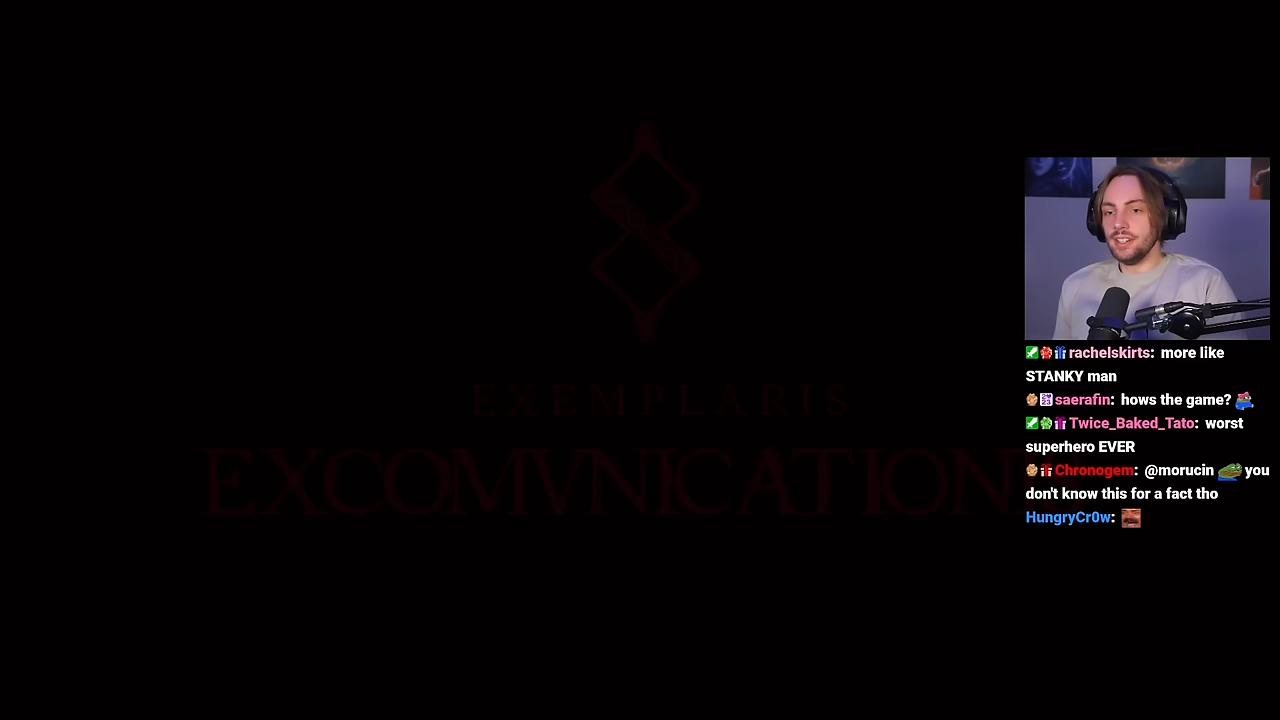 EXEMPLARIS
EXCOMVNICATION
rachelskirts: more like
STANKY man
saerafin: hows the game?
Twice_Baked_Tato: worst
superhero EVER
Chronogem: @morucin you
don't know this for a fact tho
HungryCr0w: